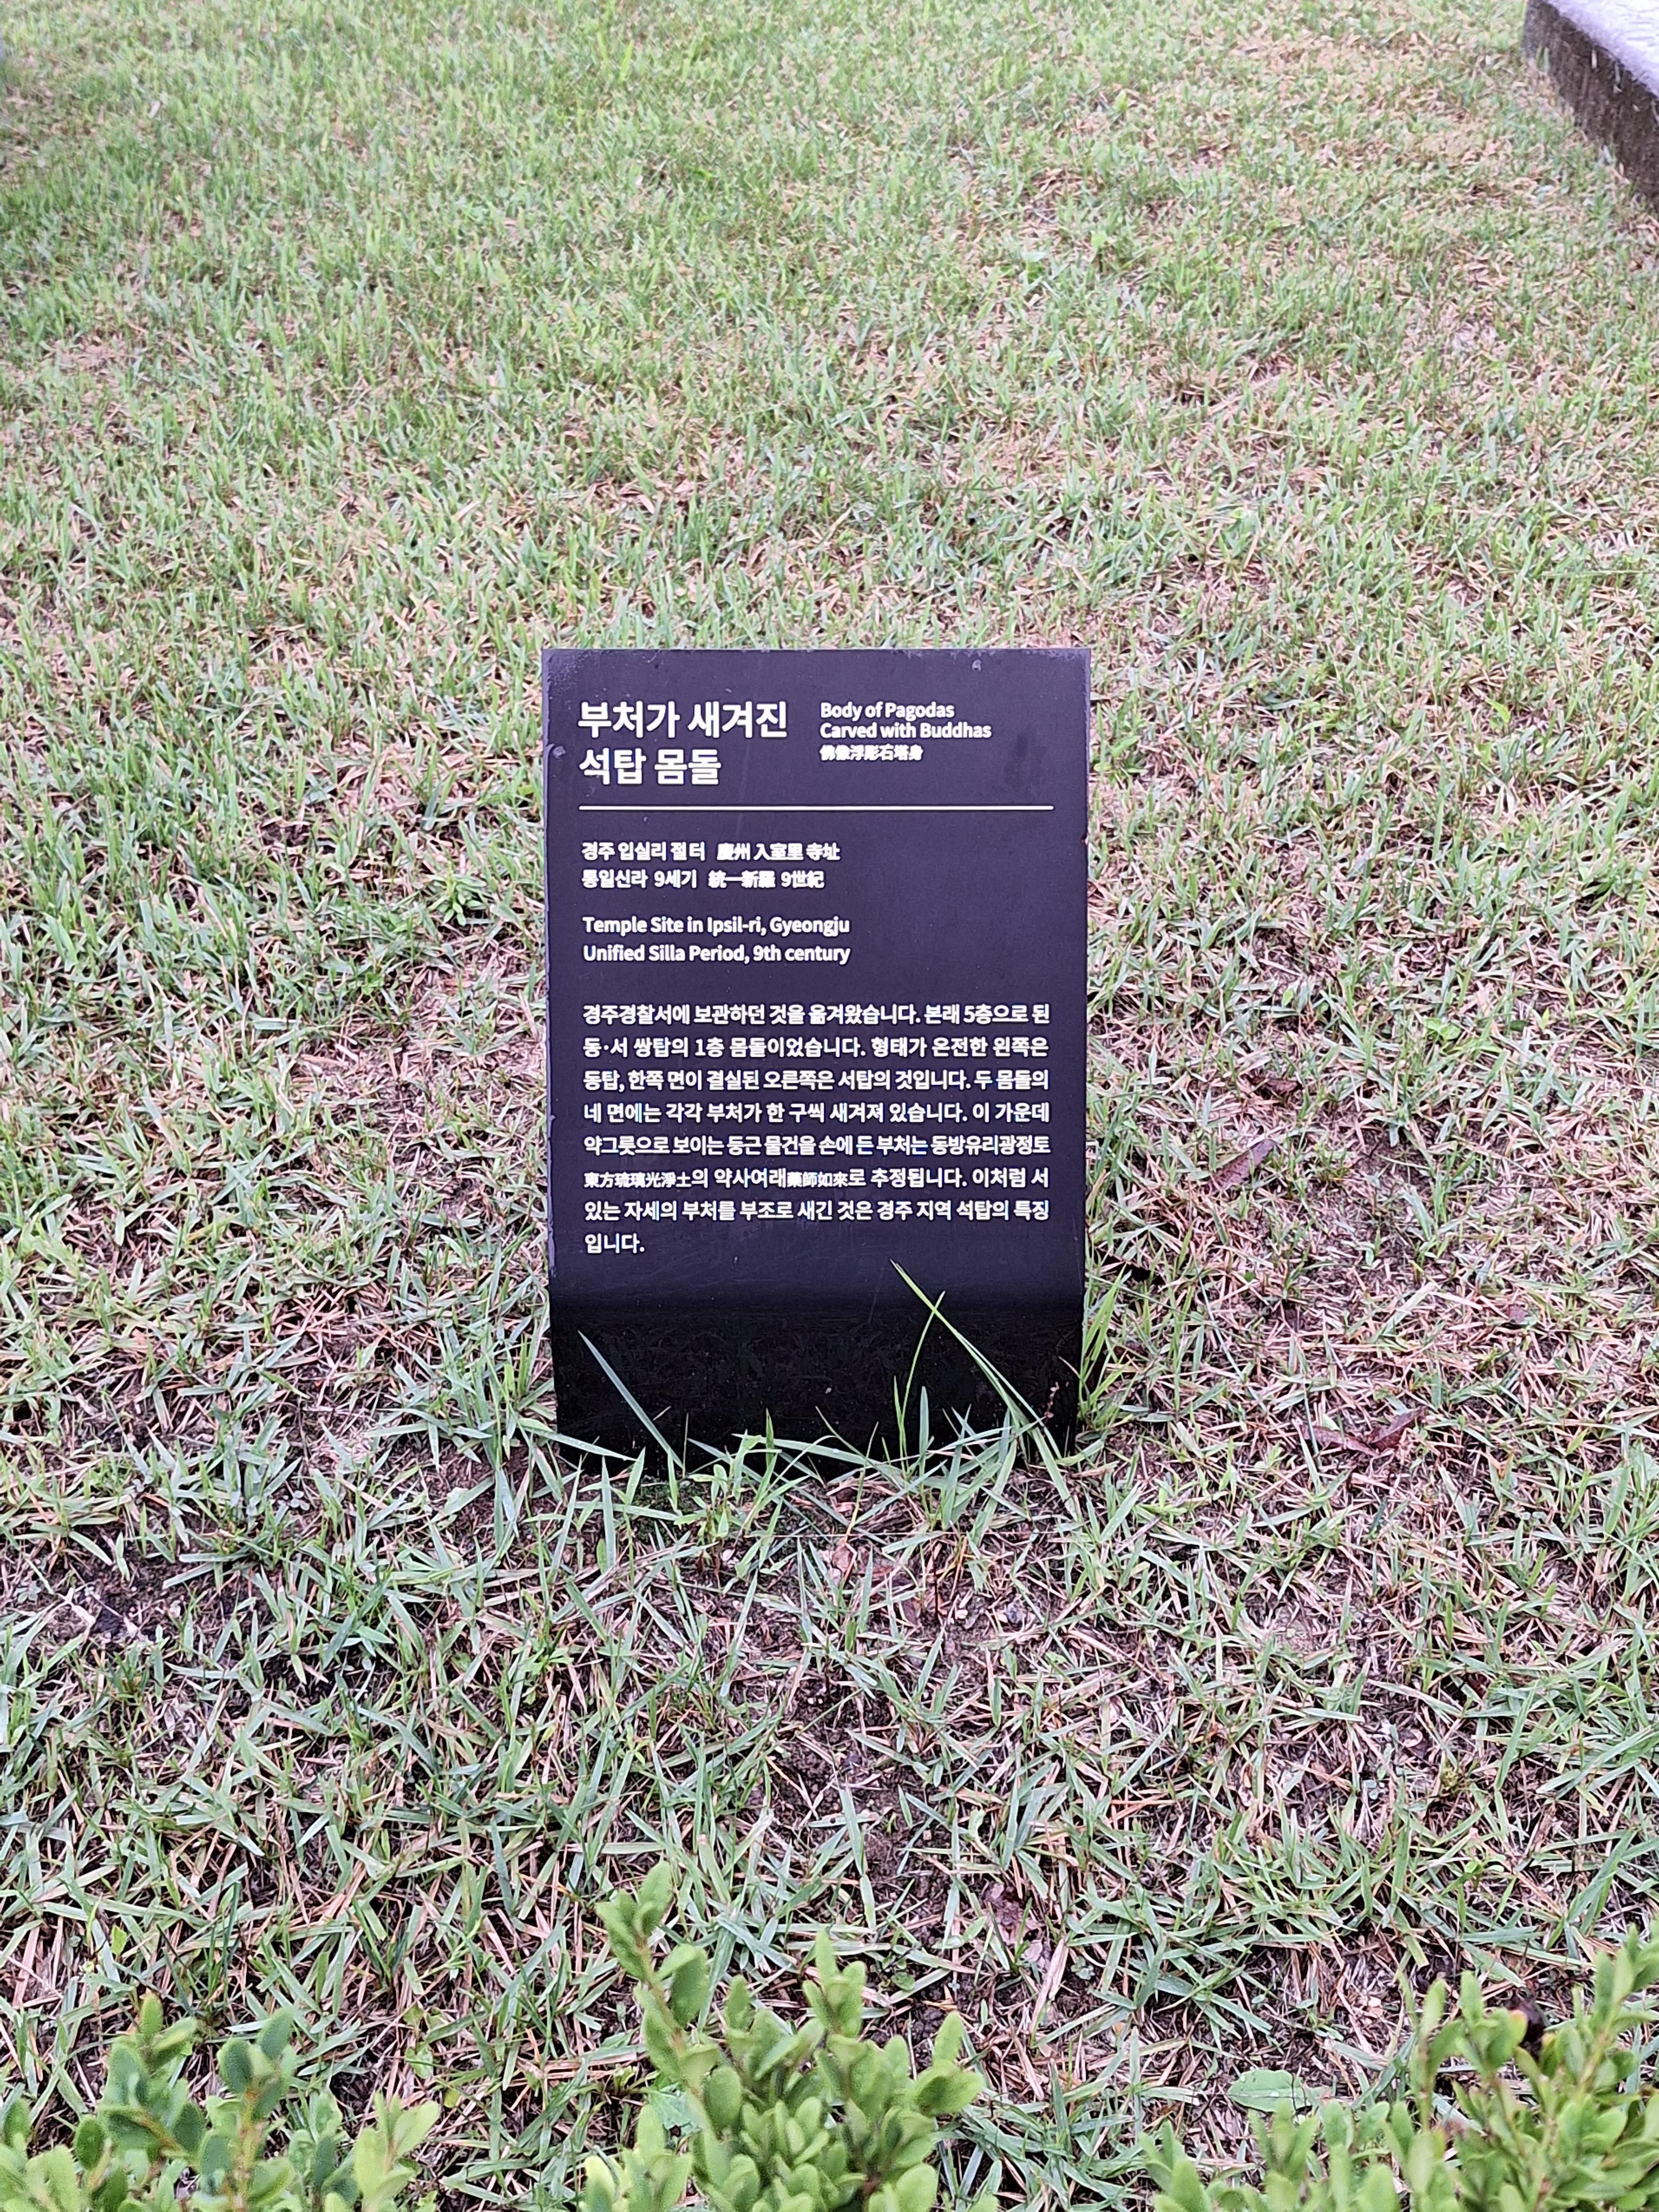 부처가 새겨진
석탑 몸돌
Body of Pagodas
Carved with Buddhas
佛像浮彫石塔身
경주 입실리 절터 慶州 入室里 寺址
통일신라 9세기 統一新羅 9世紀
Temple Site in Ipsil-ri, Gyeongju
Unified Silla Period, 9th century
경주경찰서에 보관하던 것을 옮겨왔습니다. 본래 5층으로 된
동·서 쌍탑의 1층 몸돌이었습니다. 형태가 온전한 왼쪽은
동탑, 한쪽 면이 결실된 오른쪽은 서탑의 것입니다. 두 몸돌의
네 면에는 각각 부처가 한 구씩 새겨져 있습니다. 이 가운데
약그릇으로 보이는 둥근 물건을 손에 든 부처는 동방유리광정토
東方琉璃光淨土의 약사여래藥師如來로 추정됩니다. 이처럼 서
있는 자세의 부처를 부조로 새긴 것은 경주 지역 석탑의 특징
입니다.